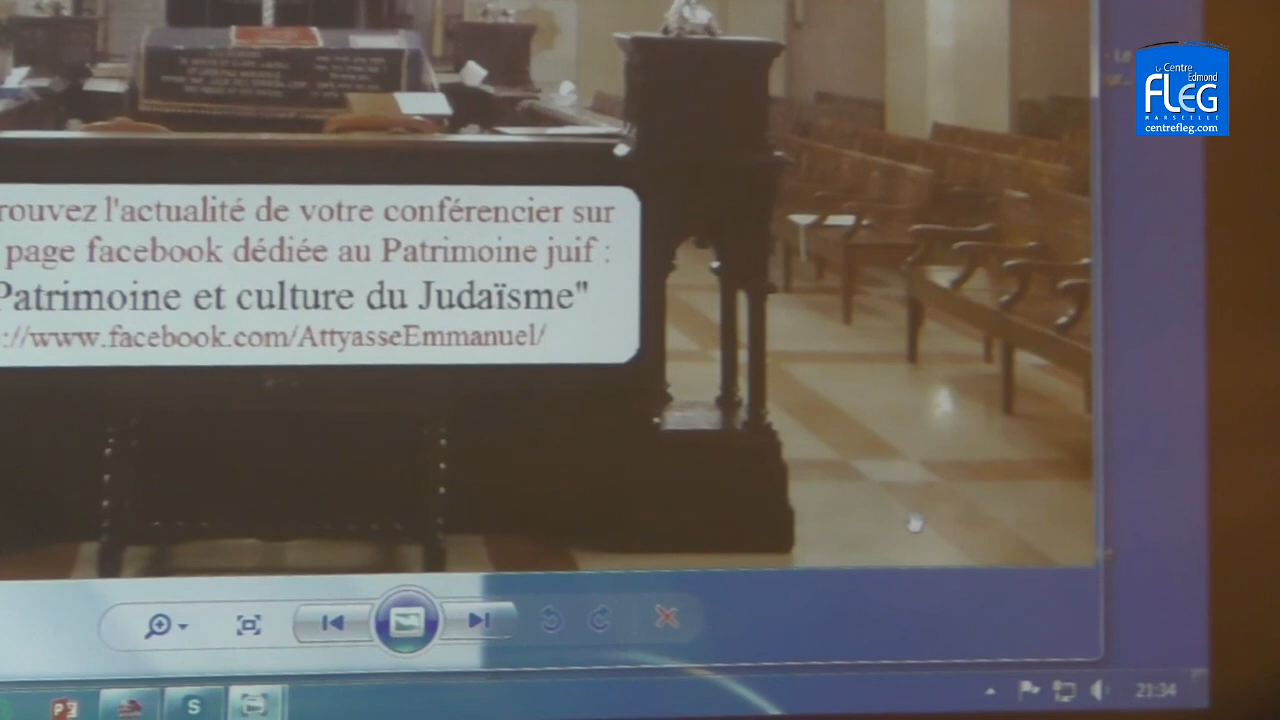 Le Centre
Edmond
FLEG
MARSEILLE
centrefleg.com
rouvez l'actualité de votre conférencier sur
page facebook dédiée au Patrimoine juif :
Patrimoine et culture du Judaïsme"
://www.facebook.com/AttyasseEmmanuel/
S
21:34